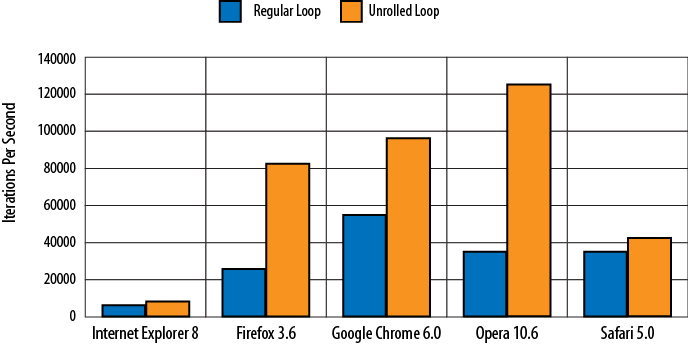 Regular Loop Unrolled Loop
Iterations Per Second
140000
120000
100000
80000
60000
40000
20000
0
Internet Explorer 8 Firefox 3.6 Google Chrome 6.0 Opera 10.6 Safari 5.0